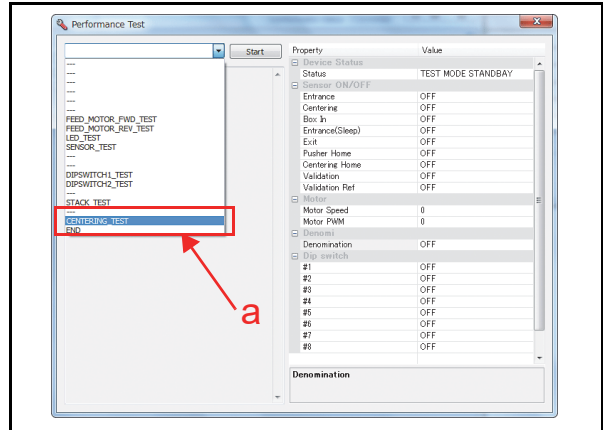 Performance Test
Start
---
---
---
---
---
---
FEED_MOTOR_FWD_TEST
FEED_MOTOR_REV_TEST
LED_TEST
SENSOR_TEST
---
---
DIPSWITCH1_TEST
DIPSWITCH2_TEST
---
STACK_TEST
---
CENTERING_TEST
END
a
Property Value
Device Status
Status TEST MODE STANDBAY
Sensor ON/OFF
Entrance OFF
Centering OFF
Box In OFF
Entrance(Sleep) OFF
Exit OFF
Pusher Home OFF
Centering Home OFF
Validation OFF
Validation Ref OFF
Motor
Motor Speed 0
Motor PWM 0
Denomi
Denomination OFF
Dip switch
#1 OFF
#2 OFF
#3 OFF
#4 OFF
#5 OFF
#6 OFF
#7 OFF
#8 OFF
Denomination